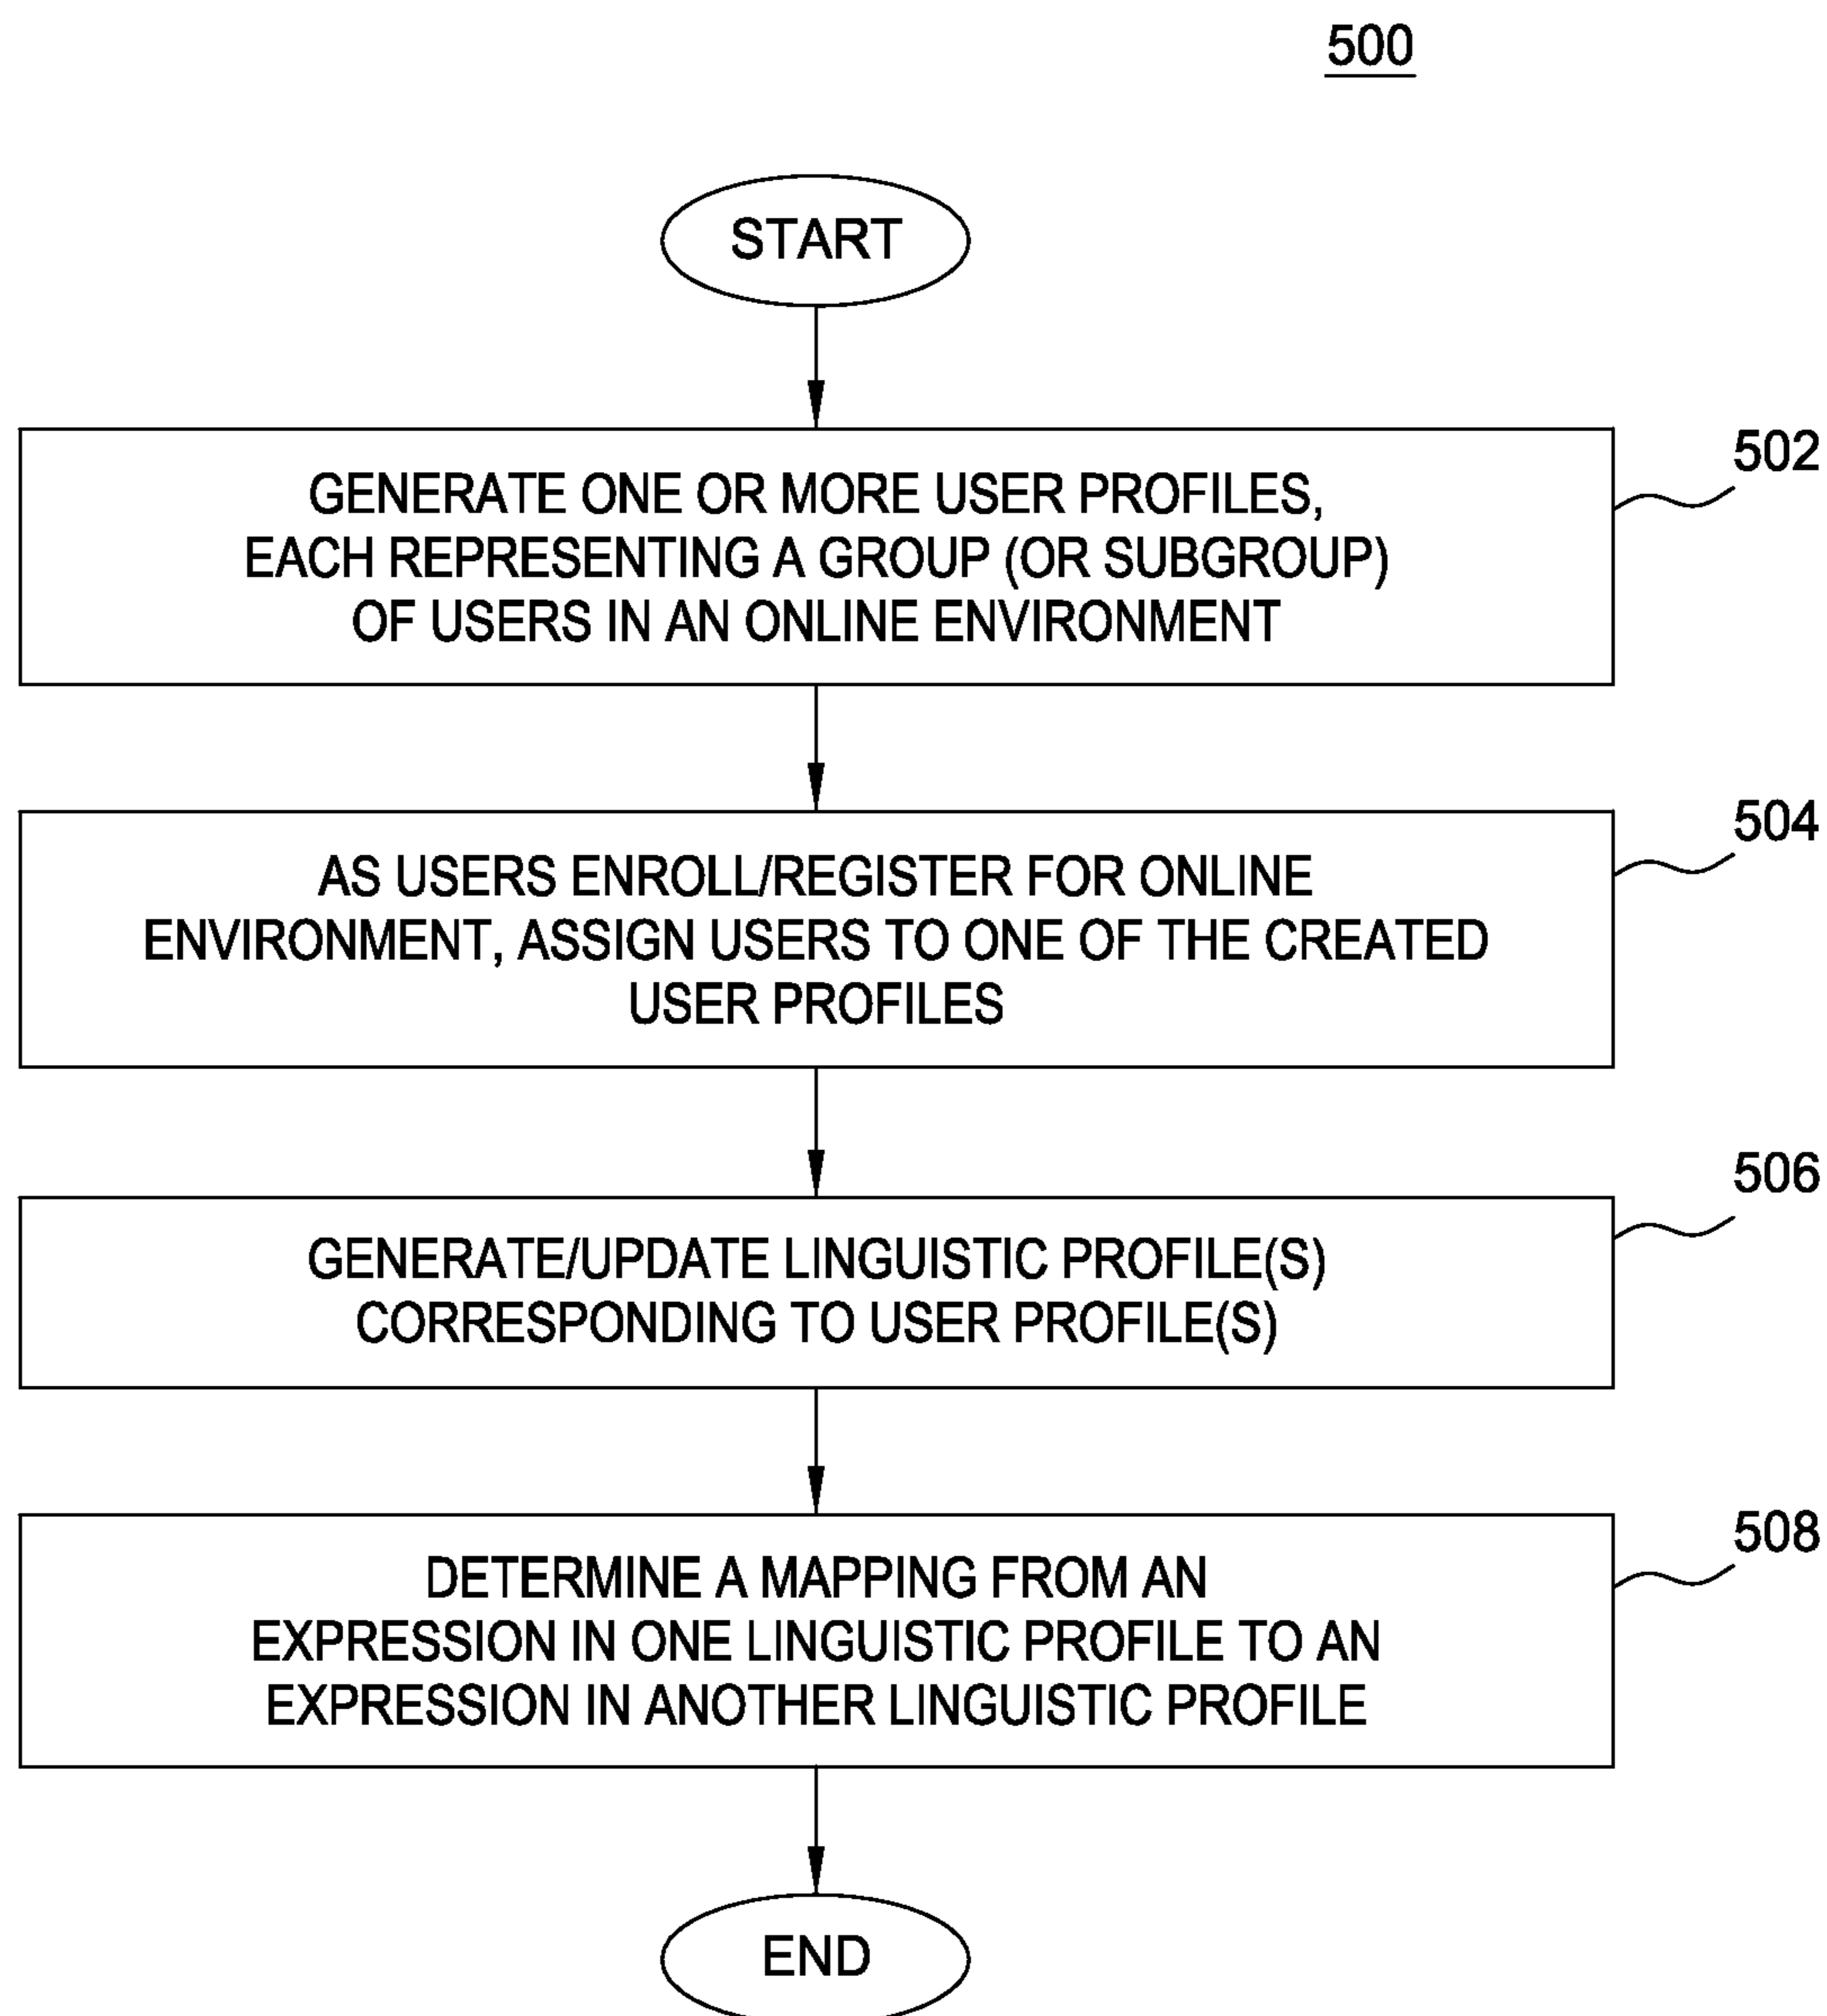 500
START
502
GENERATE ONE OR MORE USER PROFILES,
EACH REPRESENTING A GROUP (OR SUBGROUP)
OF USERS IN AN ONLINE ENVIRONMENT
504
AS USERS ENROLL/REGISTER FOR ONLINE
ENVIRONMENT, ASSIGN USERS TO ONE OF THE CREATED
USER PROFILES
506
GENERATE/UPDATE LINGUISTIC PROFILE(S)
CORRESPONDING TO USER PROFILE(S)
508
DETERMINE A MAPPING FROM AN
EXPRESSION IN ONE LINGUISTIC PROFILE TO AN
EXPRESSION IN ANOTHER LINGUISTIC PROFILE
END